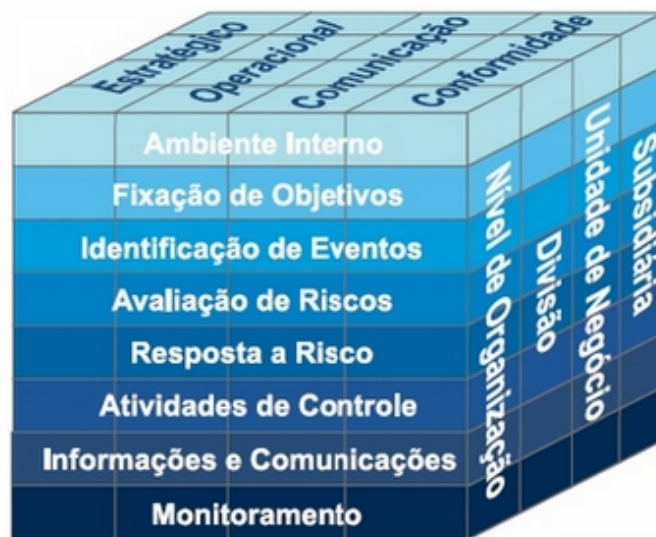 Estratégico
Operacional
Comunicação
Conformidade
Ambiente Interno
Fixação de Objetivos
Identificação de Eventos
Avaliação de Riscos
Resposta a Risco
Atividades de Controle
Informações e Comunicações
Monitoramento
Nível de Organização
Divisão
Unidade de Negócio
Subsidiária